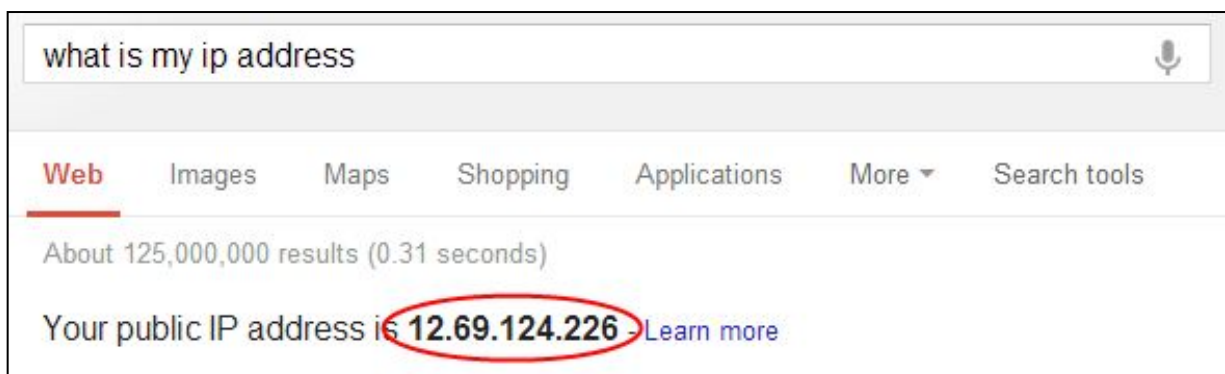 what is my ip address
Web Images Maps Shopping Applications More Search tools
About 125,000,000 results (0.31 seconds)
Your public IP address is 12.69.124.226 - Learn more